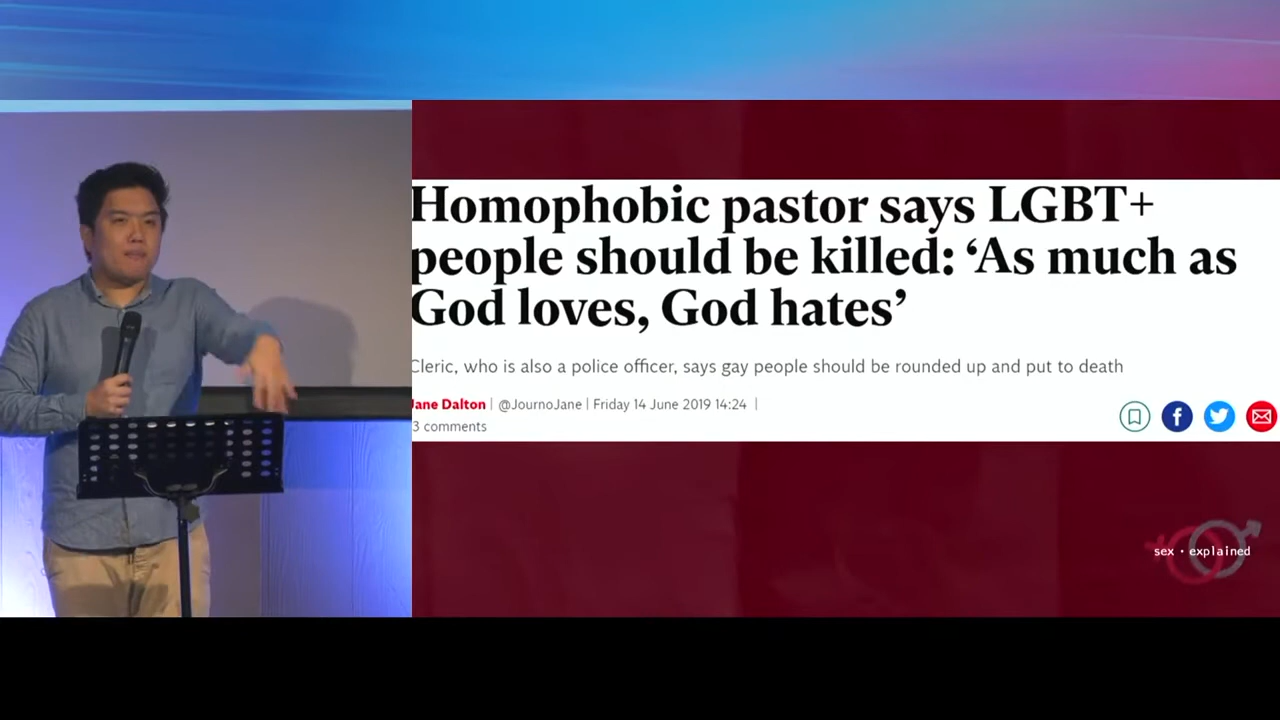 Homophobic pastor says LGBT+
people should be killed: ‘As much as
God loves, God hates’
Cleric, who is also a police officer, says gay people should be rounded up and put to death
Jane Dalton | @JournoJane | Friday 14 June 2019 14:24 |
3 comments
sex · explained